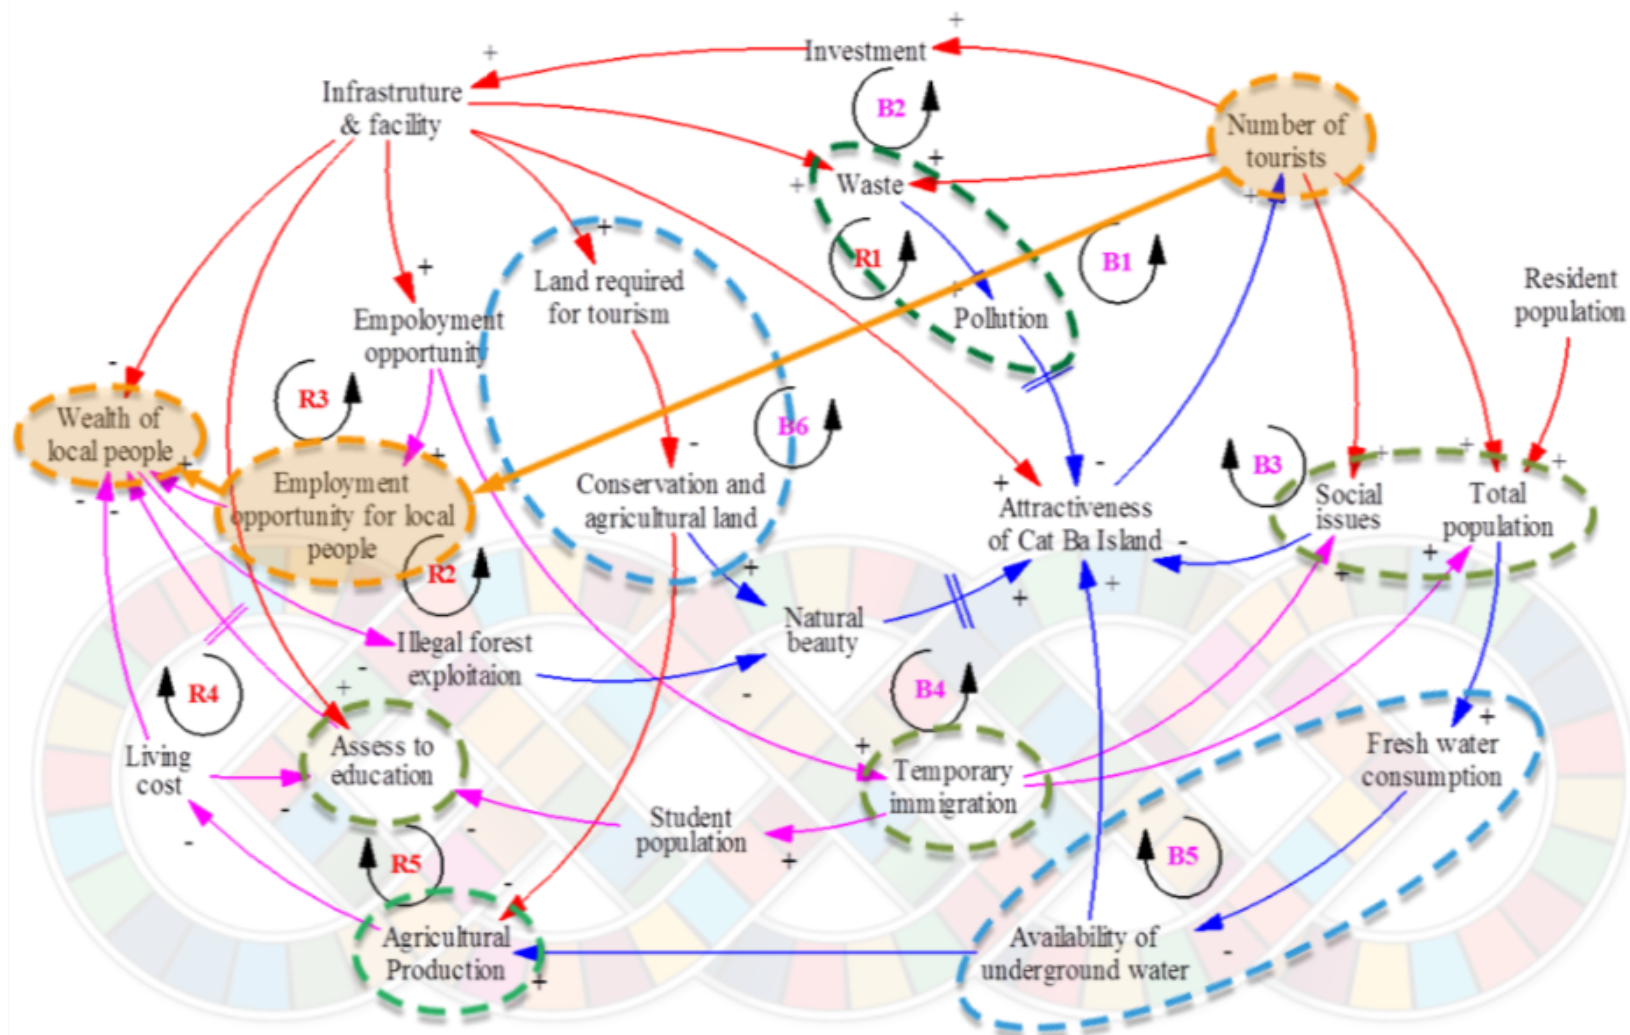 Investment
Infrastruture
& facility
B2
Number of
tourists
Waste
R1
B1
Land required
for tourism
Pollution
Resident
population
Empoloyment
opportunity
R3
B6
Wealth of
local people
Employment
opportunity for local
people
R2
Conservation and
agricultural land
Attractiveness
of Cat Ba Island
B3
Social
issues
Total
population
Natural
beauty
Illegal forest
exploitaion
R4
B4
Living
cost
Assess to
education
Temporary
immigration
Fresh water
consumption
Student
population
R5
B5
Agricultural
Production
Availability of
underground water